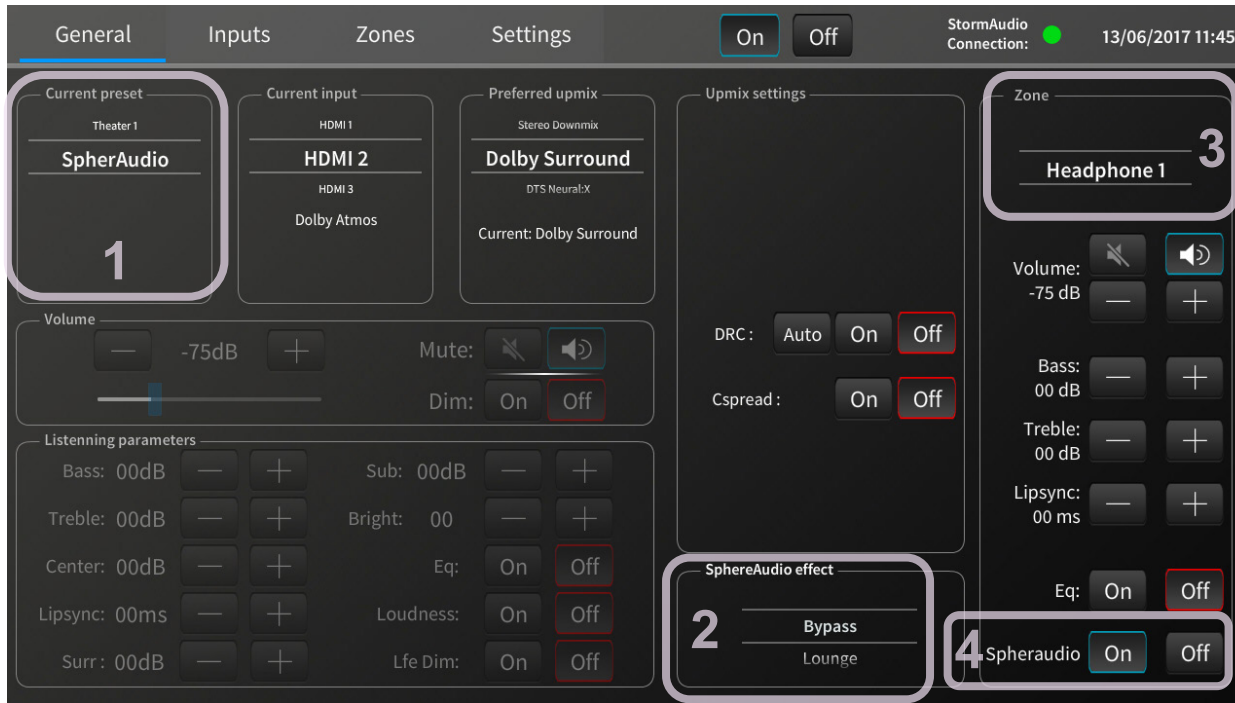 General Inputs Zones Settings On Off StormAudio Connection: 13/06/2017 11:45
Current preset
Theater 1
SpherAudio
1
Current input
HDMI 1
HDMI 2
HDMI 3
Dolby Atmos
Preferred upmix
Stereo Downmix
Dolby Surround
DTS Neural:X
Current: Dolby Surround
Upmix settings
DRC : Auto On Off
Cspread : On Off
Zone
3
Headphone 1
Volume:
-75 dB
Bass:
00 dB
Treble:
00 dB
Lipsync:
00 ms
Eq: On Off
4 Spheraudio On Off
Volume
-75dB
Mute:
Dim: On Off
Listenning parameters
Bass: 00dB
Sub: 00dB
Treble: 00dB
Bright: 00
Center: 00dB
Eq: On Off
Lipsync: 00ms
Loudness: On Off
Surr : 00dB
Lfe Dim: On Off
SphereAudio effect
2
Bypass
Lounge